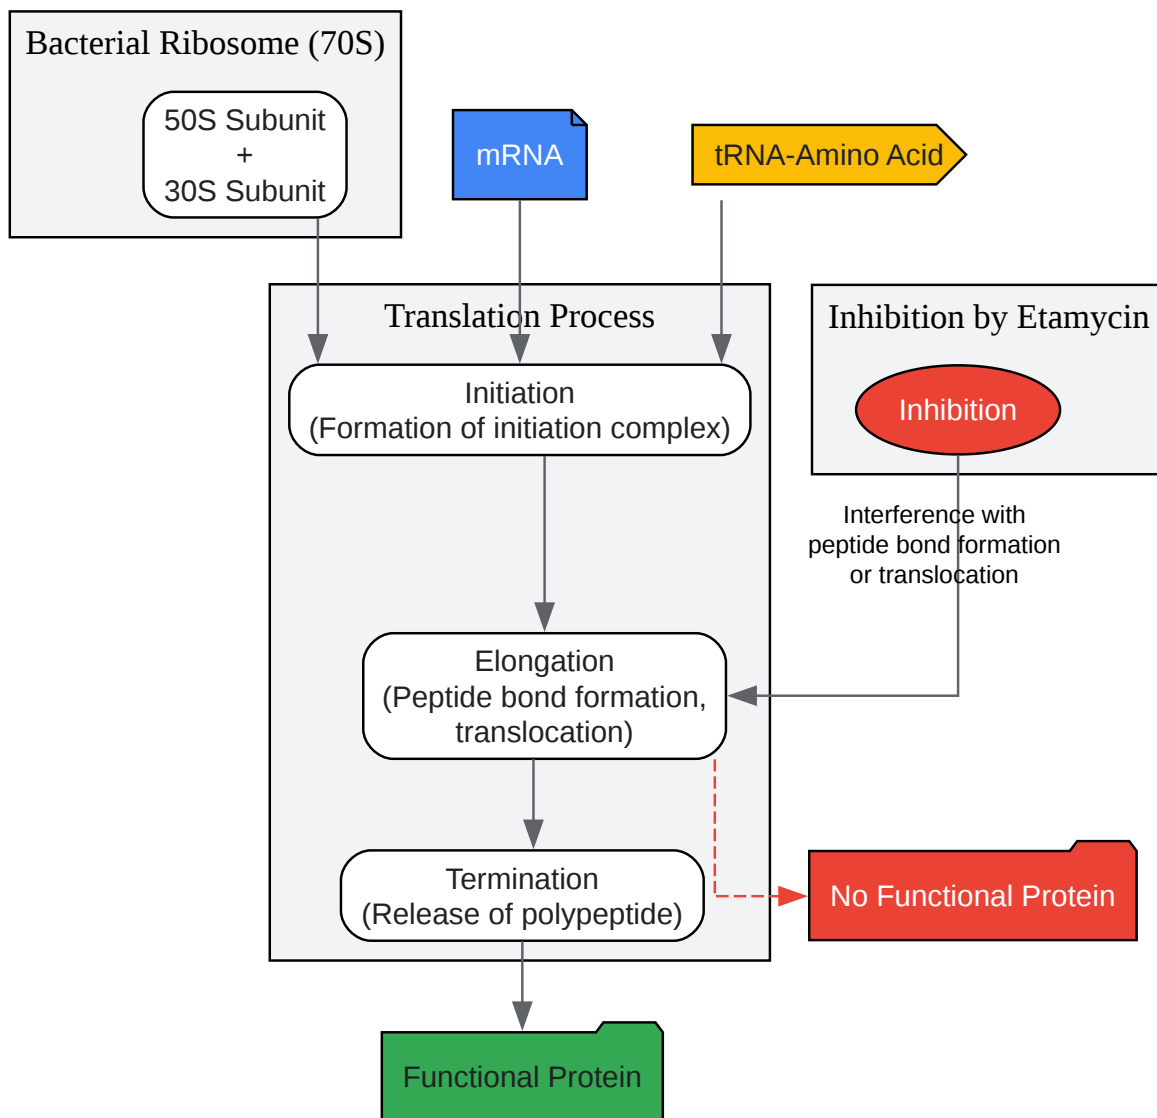 Bacterial Ribosome (70S)
50S Subunit
+
30S Subunit
mRNA
tRNA-Amino Acid
Translation Process
Initiation
(Formation of initiation complex)
Inhibition by Etamycin
Inhibition
Interference with
peptide bond formation
or translocation
Elongation
(Peptide bond formation,
translocation)
Termination
(Release of polypeptide)
No Functional Protein
Functional Protein